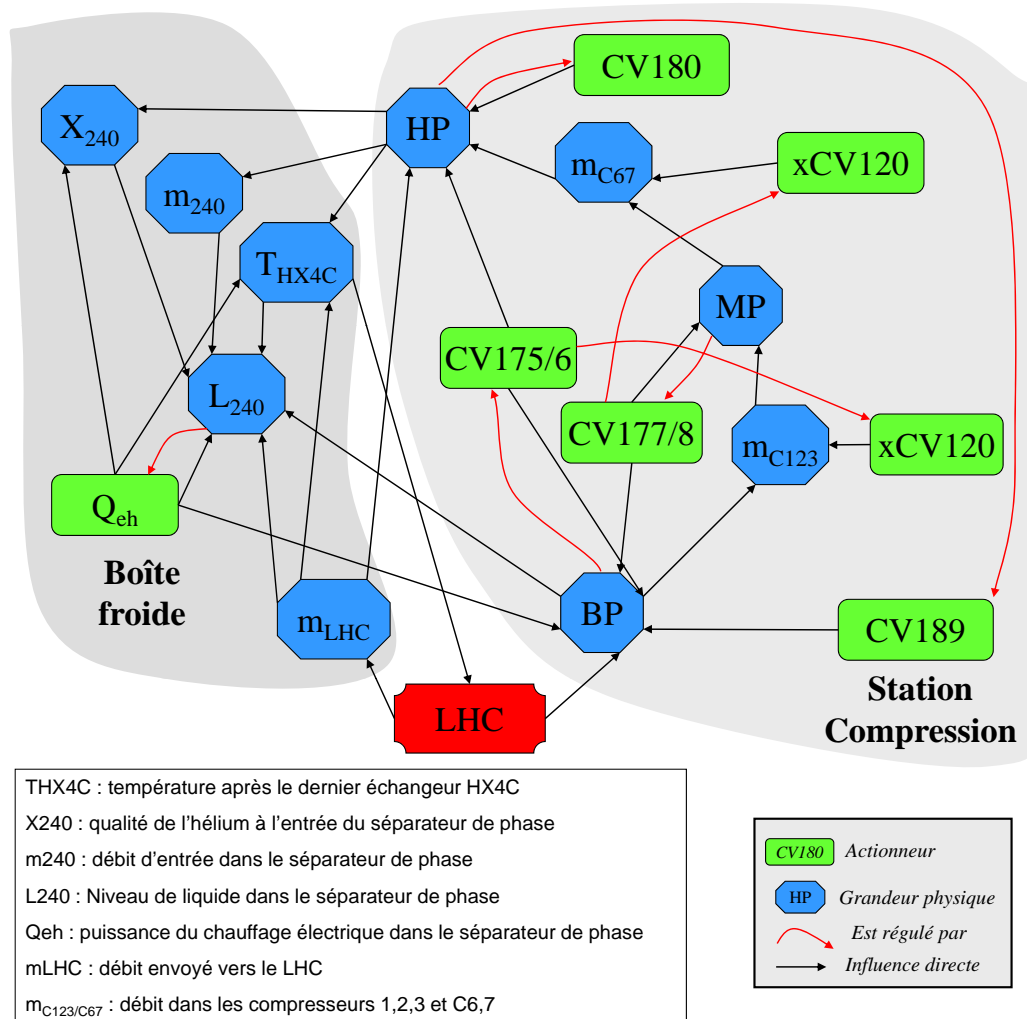 CV180
HP
X240
mC67
xCV120
m240
THX4C
MP
CV175/6
L240
CV177/8
mC123
xCV120
Qeh
Boîte
froide
BP
mLHC
CV189
Station
Compression
LHC
THX4C : température après le dernier échangeur HX4C
X240 : qualité de l'hélium à l'entrée du séparateur de phase
m240 : débit d'entrée dans le séparateur de phase
L240 : Niveau de liquide dans le séparateur de phase
Qeh : puissance du chauffage électrique dans le séparateur de phase
mLHC : débit envoyé vers le LHC
mC123/C67 : débit dans les compresseurs 1,2,3 et C6,7
CV180 Actionneur
HP Grandeur physique
Est régulé par
Influence directe